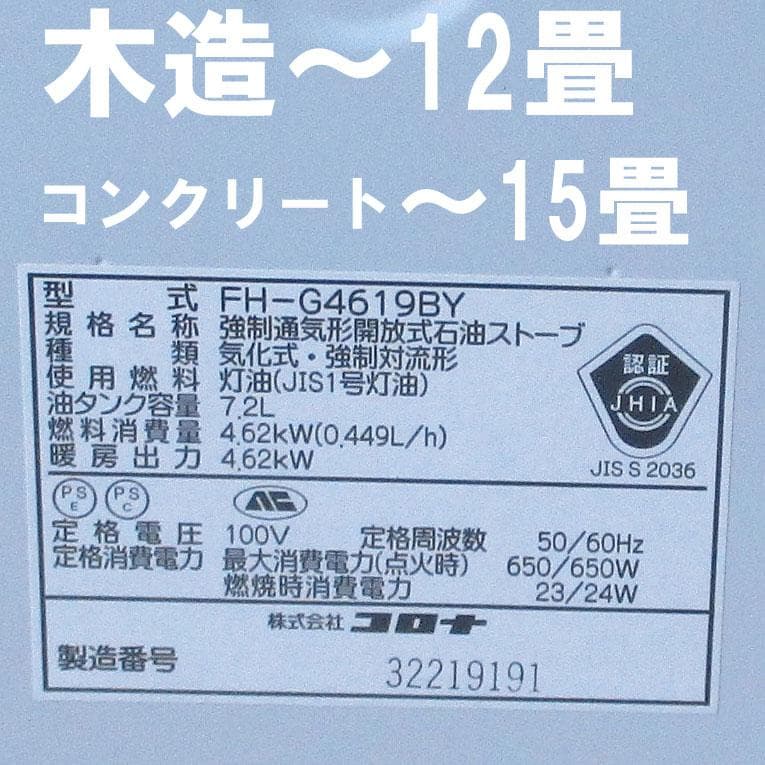 木造～12畳
コンクリート～15畳
型式 FH-G4619BY
規格名称 強制通気形開放式石油ストーブ
種類 気化式・強制対流形
使用燃料 灯油(JIS1号灯油)
油タンク容量 7.2L
燃料消費量 4.62kW(0.449L/h)
暖房出力 4.62kW
認証
JHIA
JIS S 2036
PS E PS C
定格電圧 100V 定格周波数 50/60Hz
定格消費電力 最大消費電力(点火時) 650/650W
燃焼時消費電力 23/24W
株式会社コロナ
製造番号 32219191